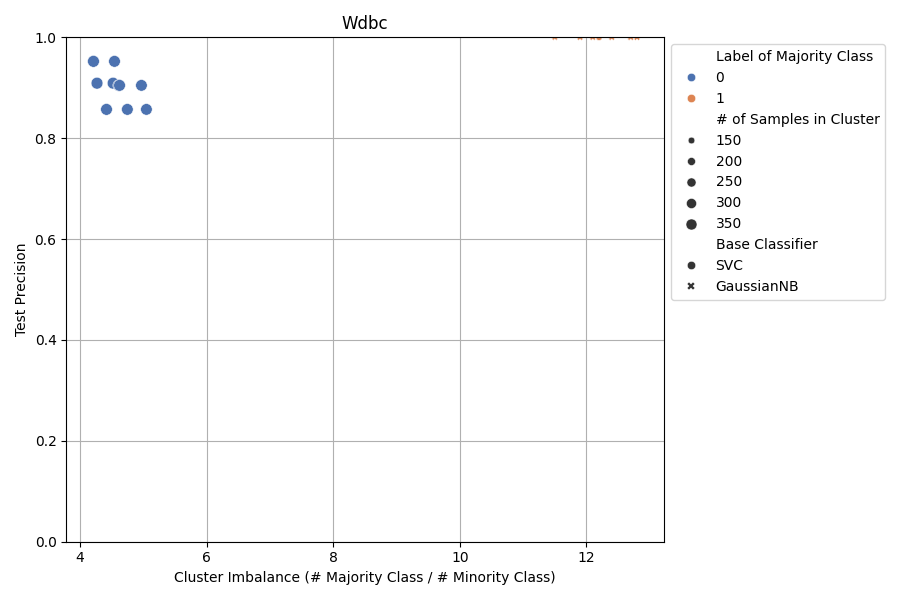 Wdbc
1.0
0.8
0.6
0.4
0.2
0.0
Test Precision
4
6
8
10
12
Cluster Imbalance (# Majority Class / # Minority Class)
Label of Majority Class
0
1
# of Samples in Cluster
150
200
250
300
350
Base Classifier
SVC
GaussianNB